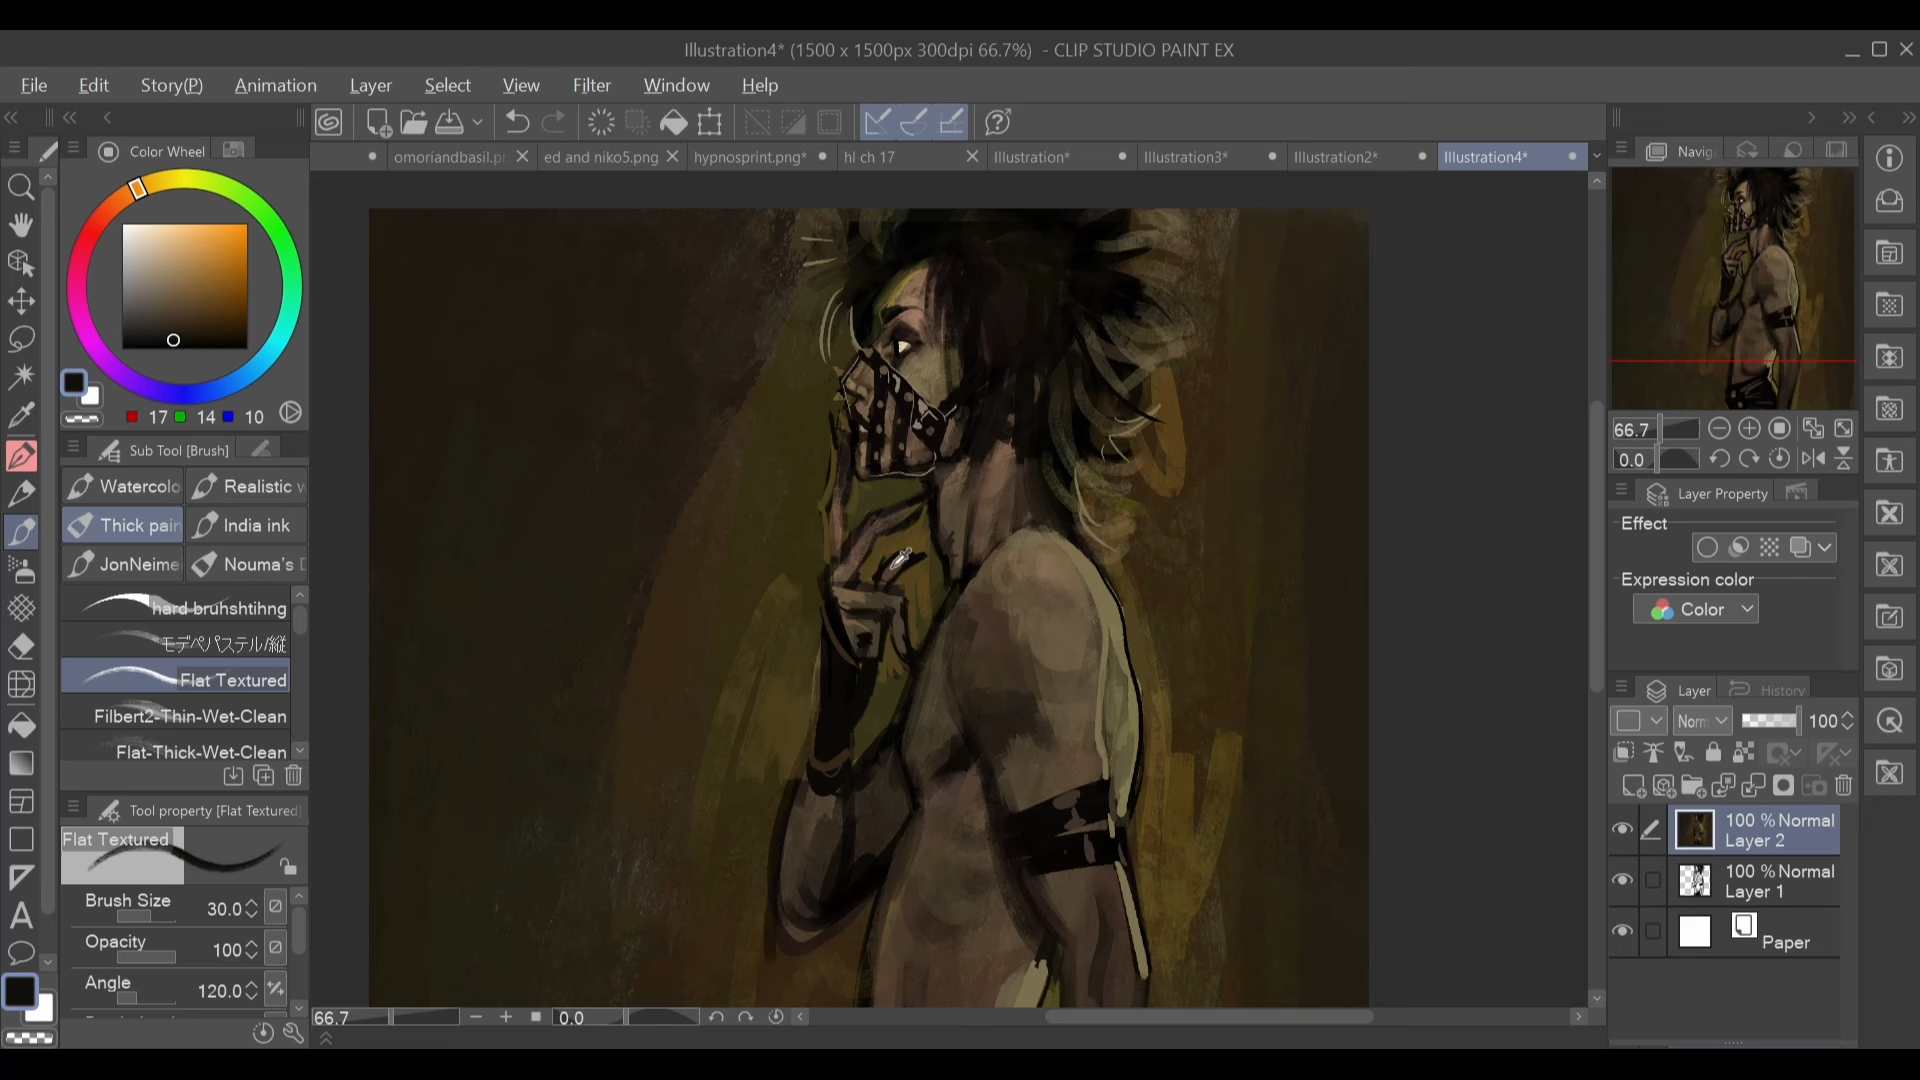 Illustration4* (1500 x 1500px 300dpi 66.7%)  - CLIP STUDIO PAINT EX
File Edit Story(P) Animation Layer Select View Filter Window Help
Color Wheel
omoriandbasil.p
ed and niko5.png
hypnosprint.png*
hl ch 17
Illustration*
Illustration3*
Illustration2*
Illustration4*
Navig
17 14 10
Sub Tool [Brush]
Watercolo
Realistic w
Thick pain
India ink
JonNeime
Nouma's
hard bruhshtihng
モデペパステル/縦
Flat Textured
Filbert2-Thin-Wet-Clean
Flat-Thick-Wet-Clean
Tool property [Flat Textured]
Flat Textured
Brush Size 30.0
Opacity 100
Angle 120.0
66.7 0.0
66.7
0.0
Layer Property
Effect
Expression color
Color
Layer History
Norm 100
100 % Normal
Layer 2
100 % Normal
Layer 1
Paper